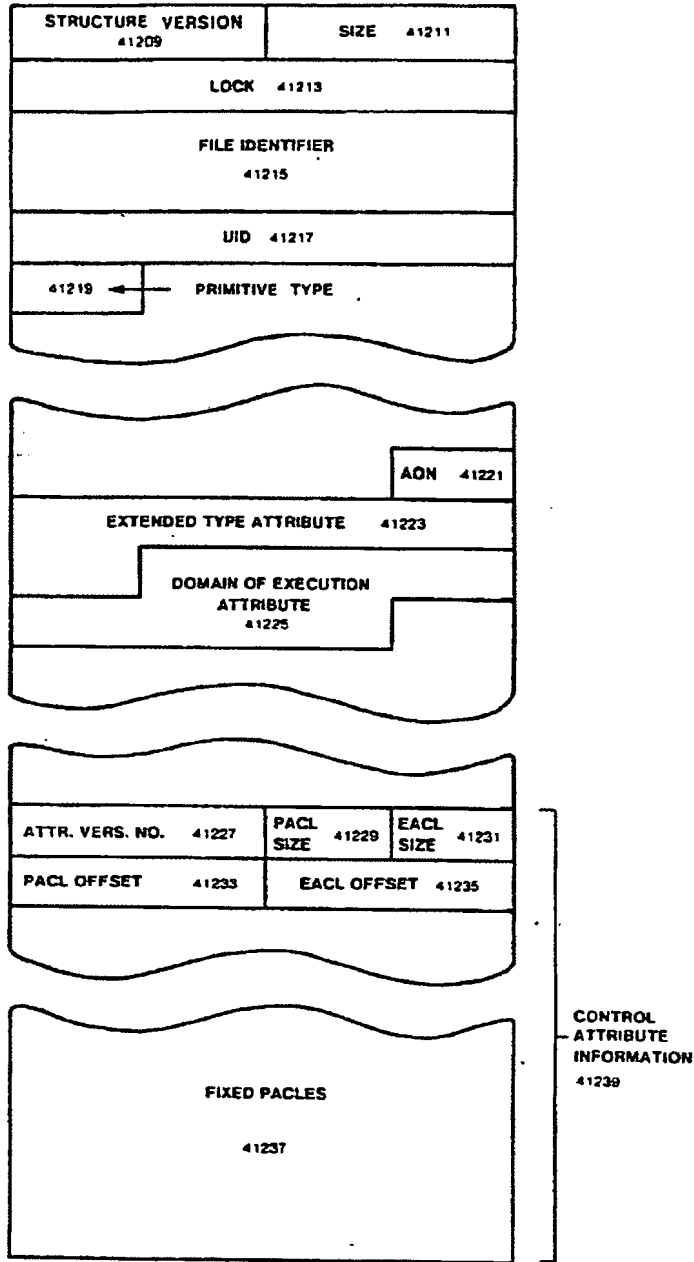 STRUCTURE VERSION
41209
SIZE 41211
LOCK 41213
FILE IDENTIFIER
41215
UID 41217
41219
PRIMITIVE TYPE
AON 41221
EXTENDED TYPE ATTRIBUTE 41223
DOMAIN OF EXECUTION
ATTRIBUTE
41225
ATTR. VERS. NO. 41227
PACL
SIZE 41229
EACL
SIZE 41231
PACL OFFSET 41233
EACL OFFSET 41235
FIXED PACLES
41237
CONTROL
ATTRIBUTE
INFORMATION
41239